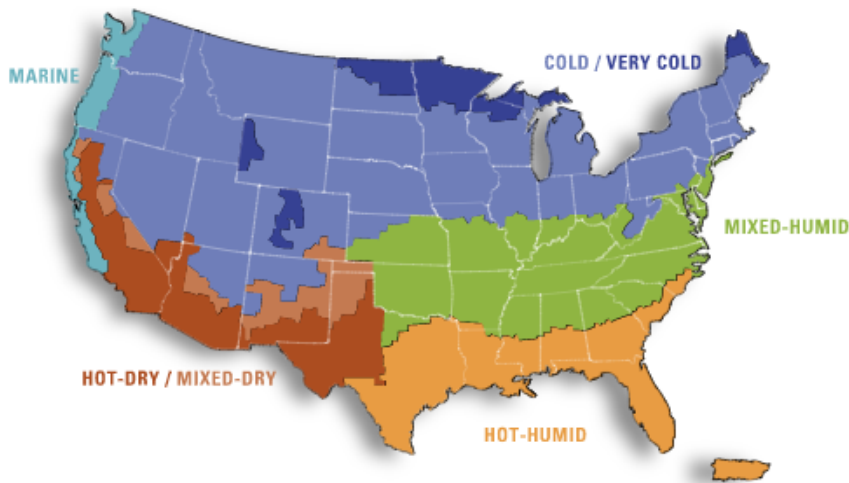 COLD / VERY COLD
MARINE
MIXED-HUMID
HOT-DRY / MIXED-DRY
HOT-HUMID